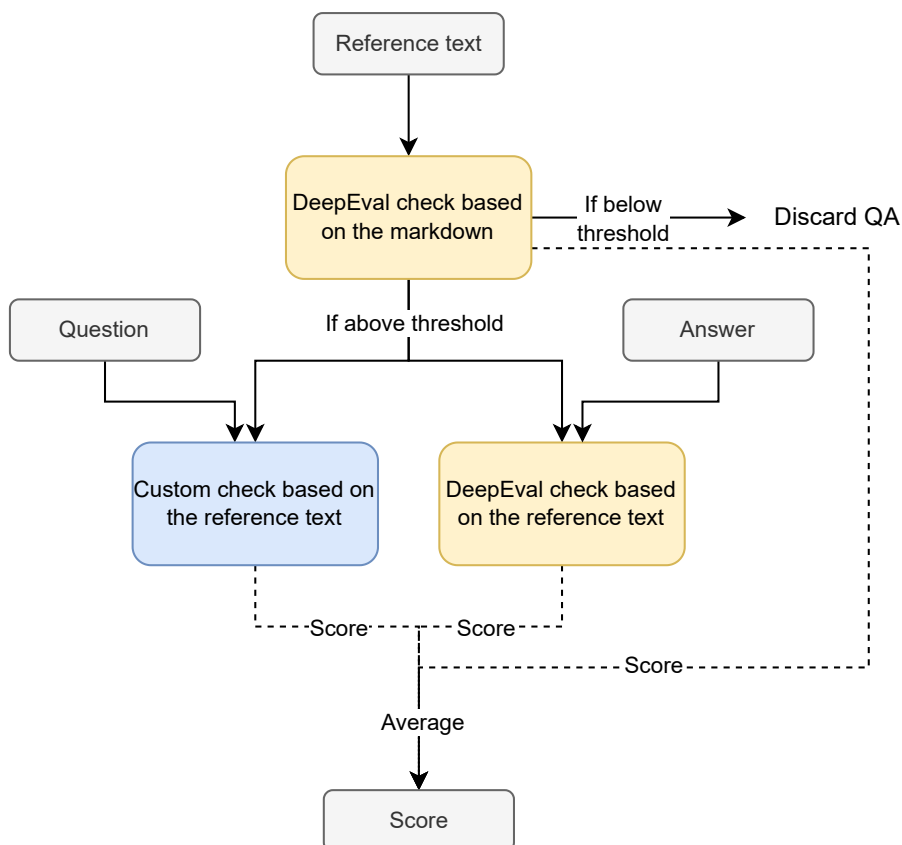 Reference text
DeepEval check based
on the markdown
If below
threshold
Discard QA
If above threshold
Question
Answer
Custom check based on
the reference text
DeepEval check based
on the reference text
Score
Score
Score
Average
Score